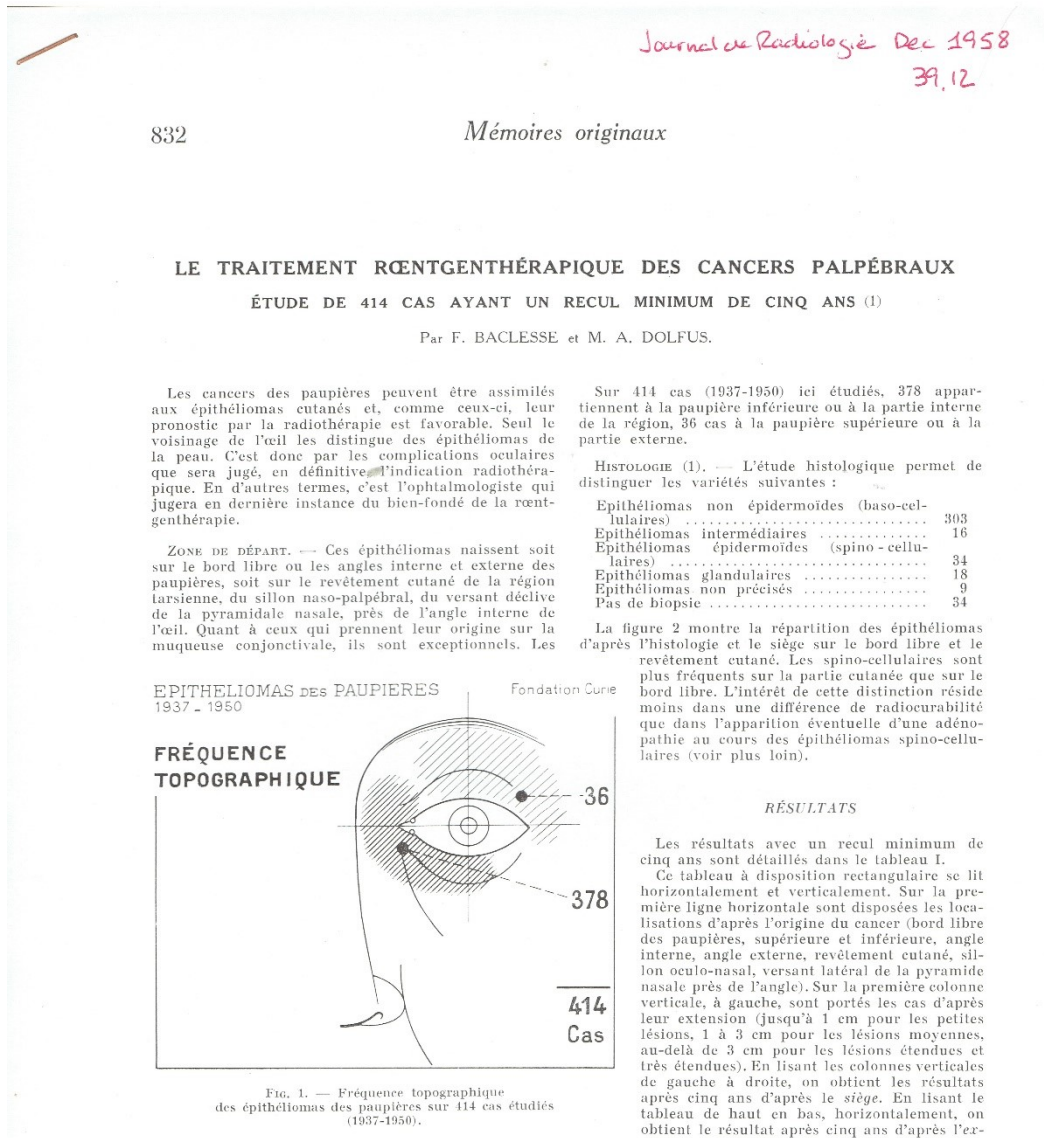 Journal de Radiologie Dec 1958
39,12
832
Mémoires originaux
LE TRAITEMENT RŒNTGENTHÉRAPIQUE DES CANCERS PALPÉBRAUX
ÉTUDE DE 414 CAS AYANT UN RECUL MINIMUM DE CINQ ANS (1)
Par F. BACLESSE et M. A. DOLFUS.
Les cancers des paupières peuvent être assimilés
aux épithéliomas cutanés et, comme ceux-ci, leur
pronostic par la radiothérapie est favorable. Seul le
voisinage de l'œil les distingue des épithéliomas de
la peau. C'est donc par les complications oculaires
que sera jugé, en définitive l'indication radiothéra-
pique. En d'autres termes, c'est l'ophtalmologiste qui
jugera en dernière instance du bien-fondé de la rœnt-
genthérapie.
ZONE DE DÉPART. — Ces épithéliomas naissent soit
sur le bord libre ou les angles interne et externe des
paupières, soit sur le revêtement cutané de la région
tarsienne, du sillon naso-palpébral, du versant déclive
de la pyramidale nasale, près de l'angle interne de
l'œil. Quant à ceux qui prennent leur origine sur la
muqueuse conjonctivale, ils sont exceptionnels. Les
EPITHELIOMAS DES PAUPIERES Fondation Curie
1937 - 1950
FRÉQUENCE
TOPOGRAPHIQUE
36
378
414
Cas
FIG. 1. — Fréquence topographique
des épithéliomas des paupières sur 414 cas étudiés
(1937-1950).
Sur 414 cas (1937-1950) ici étudiés, 378 appar-
tiennent à la paupière inférieure ou à la partie interne
de la région, 36 cas à la paupière supérieure ou à la
partie externe.
HISTOLOGIE (1). — L'étude histologique permet de
distinguer les variétés suivantes :
Epithéliomas non épidermoïdes (baso-cel-
lulaires) .............................. 303
Epithéliomas intermédiaires .............. 16
Epithéliomas épidermoïdes (spino-cellu-
laires) ................................. 34
Epithéliomas glandulaires ................ 18
Epithéliomas non précisés ................ 9
Pas de biopsie ............................ 34
La figure 2 montre la répartition des épithéliomas
d'après l'histologie et le siège sur le bord libre et le
revêtement cutané. Les spino-cellulaires sont
plus fréquents sur la partie cutanée que sur le
bord libre. L'intérêt de cette distinction réside
moins dans une différence de radiocurabilité
que dans l'apparition éventuelle d'une adéno-
pathie au cours des épithéliomas spino-cellu-
laires (voir plus loin).
RÉSULTATS
Les résultats avec un recul minimum de
cinq ans sont détaillés dans le tableau I.
Ce tableau à disposition rectangulaire se lit
horizontalement et verticalement. Sur la pre-
mière ligne horizontale sont disposées les loca-
lisations d'après l'origine du cancer (bord libre
des paupières, supérieure et inférieure, angle
interne, angle externe, revêtement cutané, sil-
lon oculo-nasal, versant latéral de la pyramide
nasale près de l'angle). Sur la première colonne
verticale, à gauche, sont portés les cas d'après
leur extension (jusqu'à 1 cm pour les petites
lésions, 1 à 3 cm pour les lésions moyennes,
au-delà de 3 cm pour les lésions étendues et
très étendues). En lisant les colonnes verticales
de gauche à droite, on obtient les résultats
après cinq ans d'après le siège. En lisant le
tableau de haut en bas, horizontalement, on
obtient le résultat après cinq ans d'après l'ex-